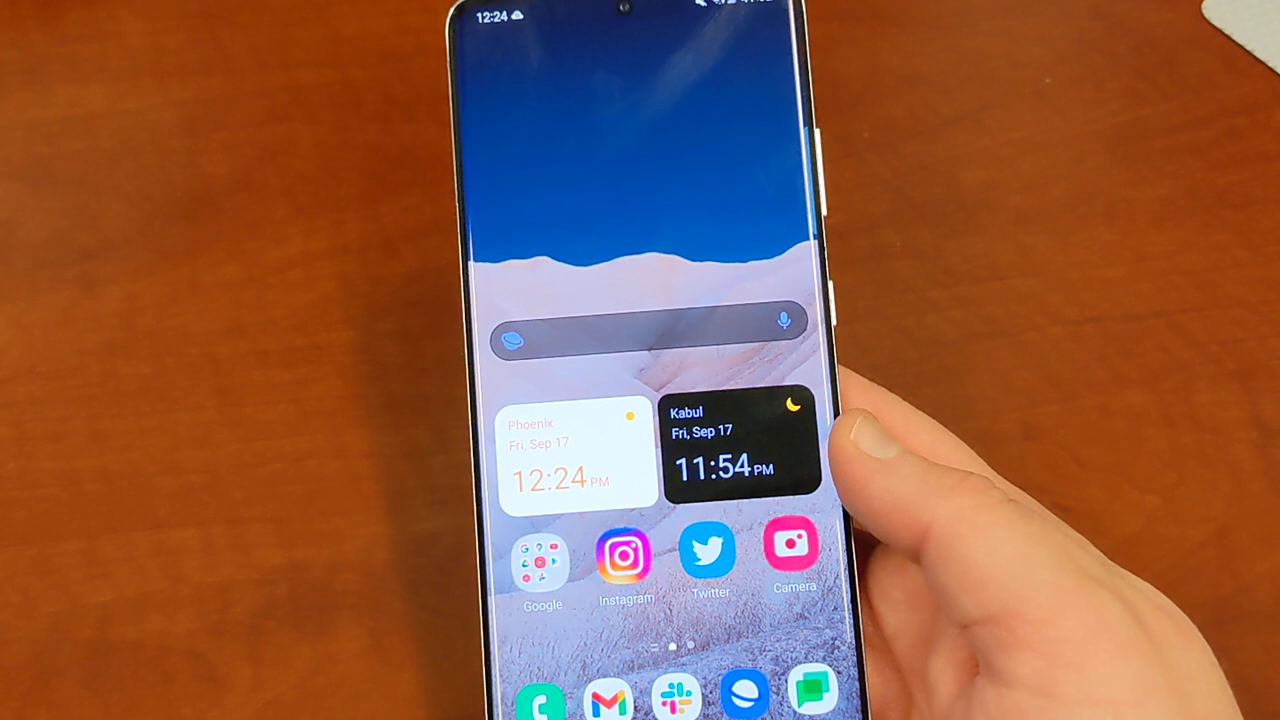 12:24
Phoenix
Fri, Sep 17
12:24 PM
Kabul
Fri, Sep 17
11:54 PM
Google
Instagram
Twitter
Camera